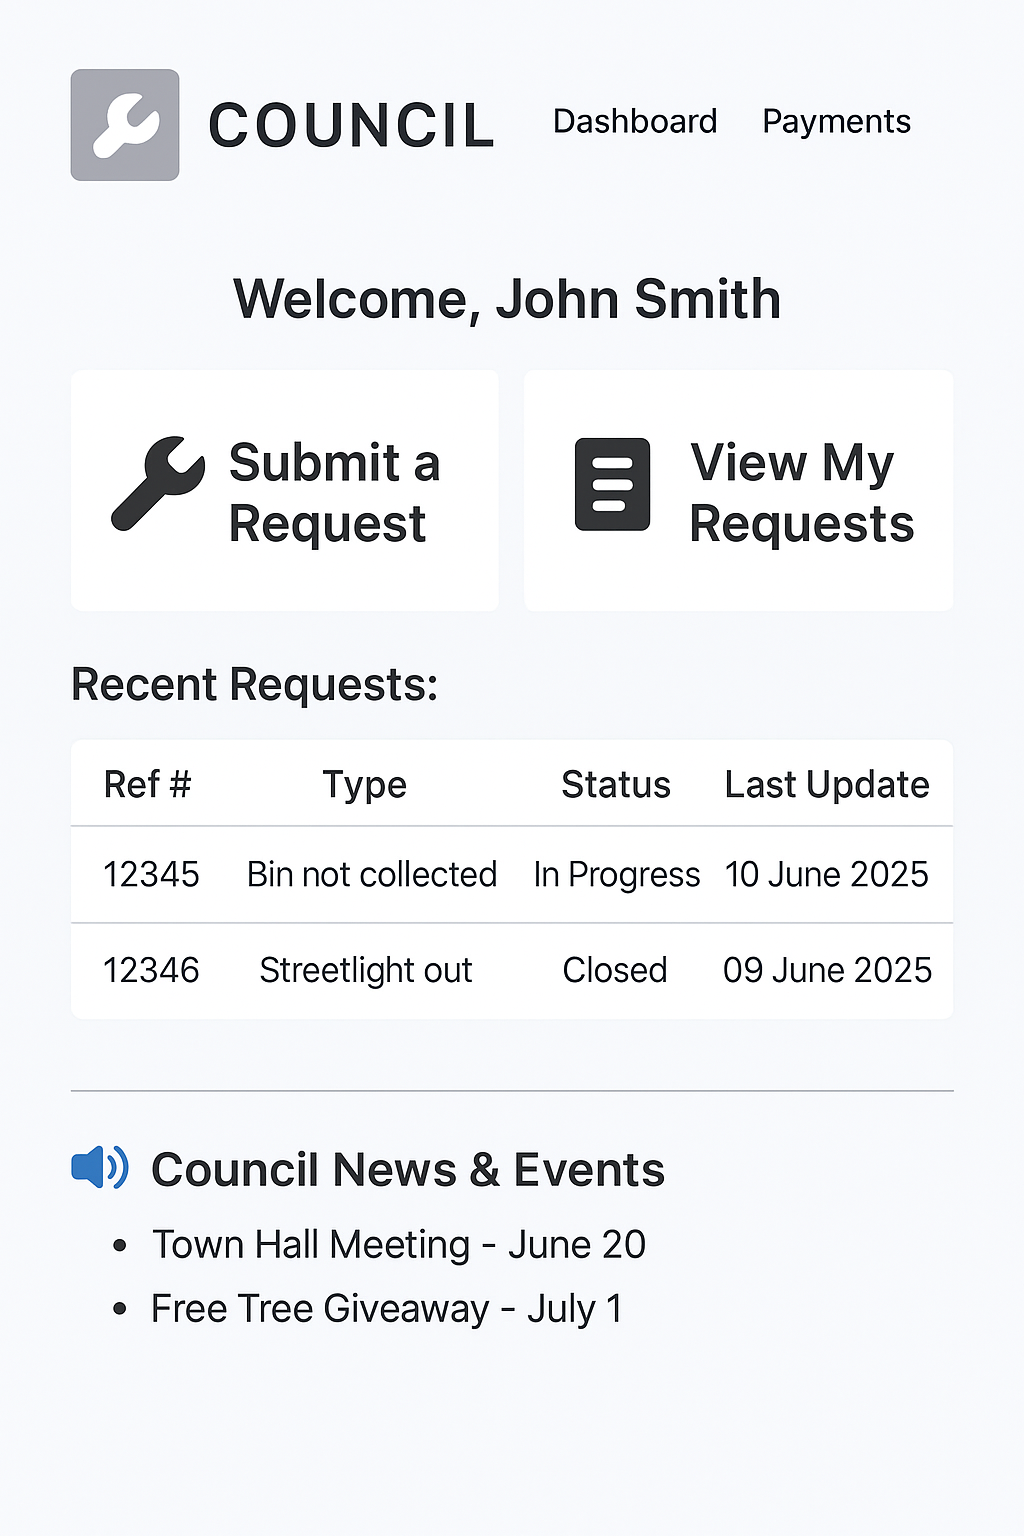 COUNCIL Dashboard Payments
Welcome, John Smith
Submit a
Request
View My
Requests
Recent Requests:
Ref # Type Status Last Update
12345 Bin not collected In Progress 10 June 2025
12346 Streetlight out Closed 09 June 2025
Council News & Events
• Town Hall Meeting - June 20
• Free Tree Giveaway - July 1